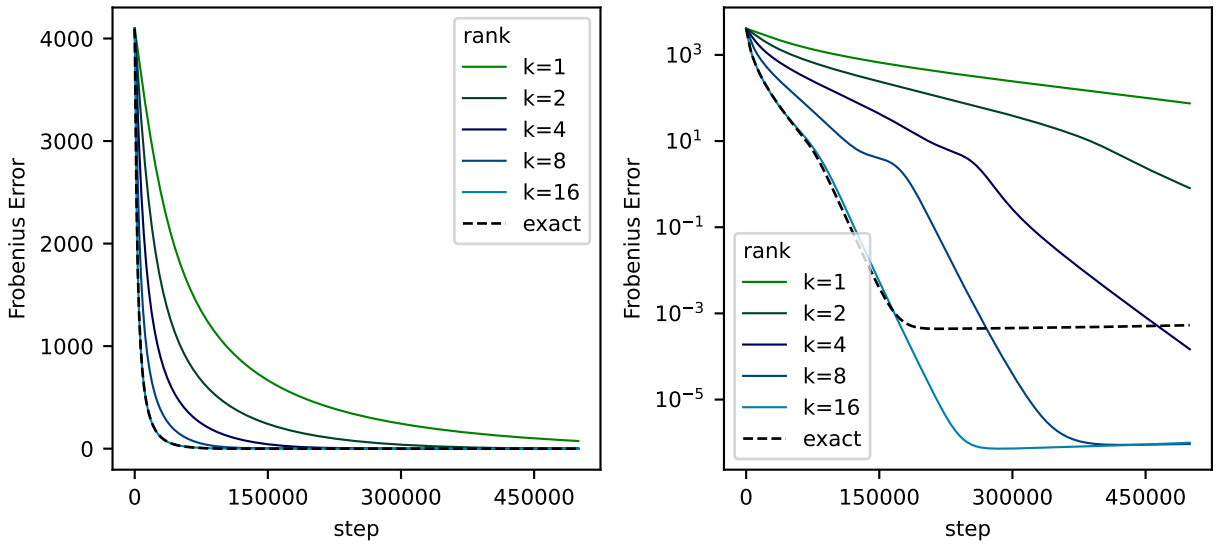 Frobenius Error
4000
3000
2000
1000
0
0
150000
300000
450000
step
rank
k=1
k=2
k=4
k=8
k=16
exact
Frobenius Error
10^3
10^1
10^−1
10^−3
10^−5
0
150000
300000
450000
step
rank
k=1
k=2
k=4
k=8
k=16
exact